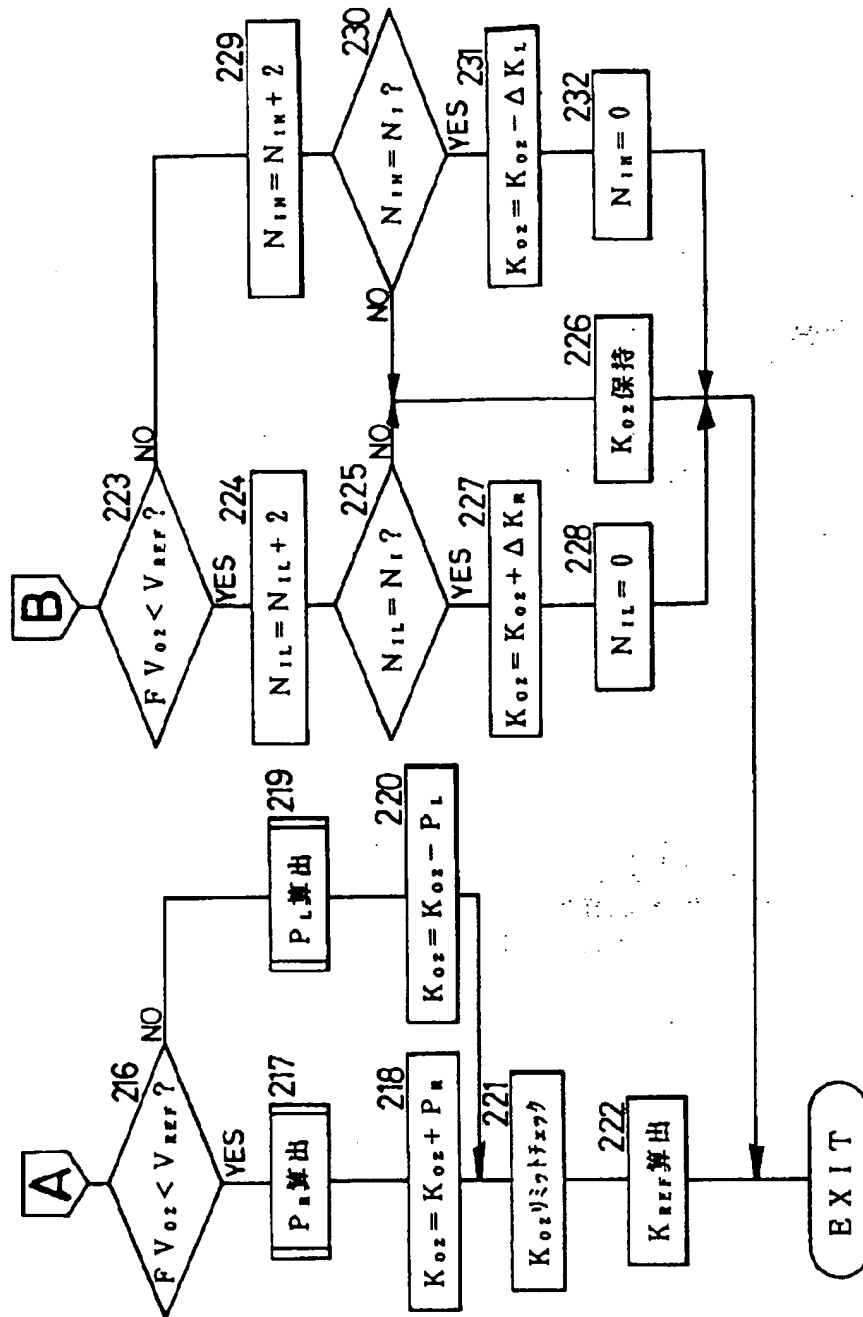 A
216
F V02 < VREF ?
YES
NO
217
PR算出
218
K02 = K02 + PR
219
PL算出
220
K02 = K02 − PL
221
K02リミットチェック
222
KREF算出
EXIT
B
223
F V02 < VREF ?
YES
NO
224
NIL = NIL + 2
225
NIL = NI ?
NO
YES
227
K02 = K02 + ΔKR
228
NIL = 0
226
K02保持
229
NIH = NIH + 2
230
NIH = NI ?
NO
YES
231
K02 = K02 − ΔKL
232
NIH = 0